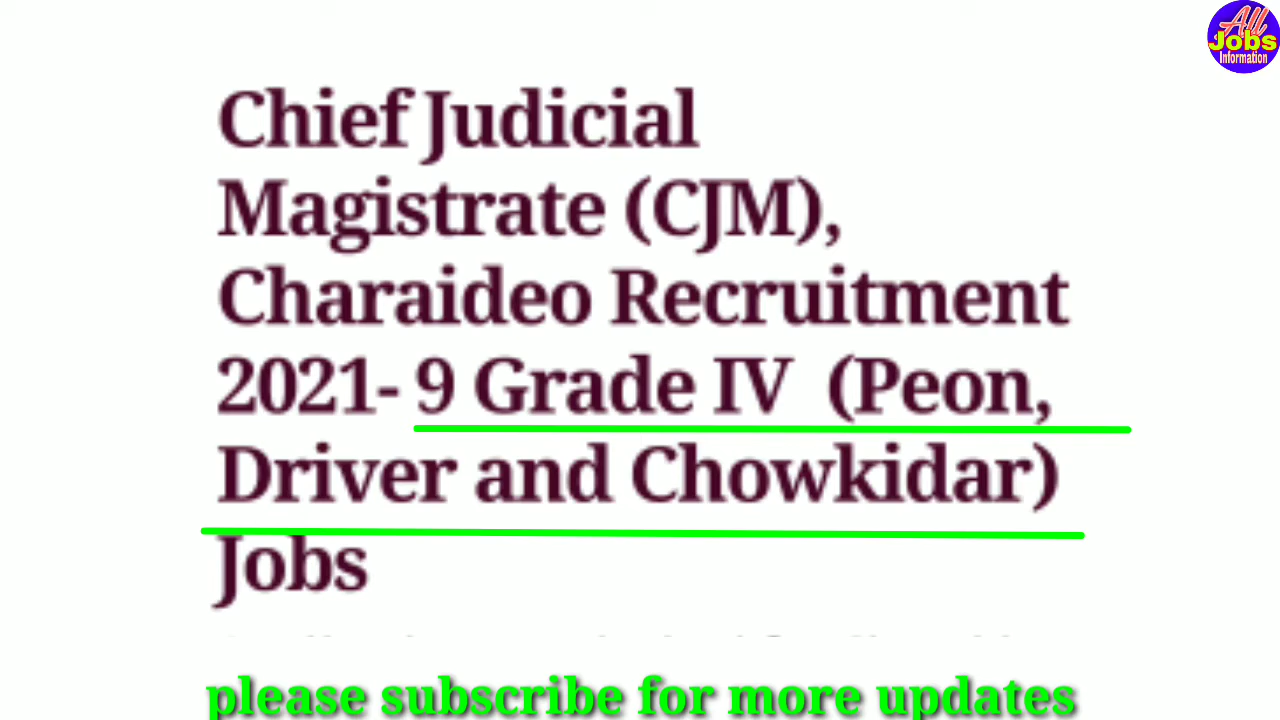 All
Jobs
Information
Chief Judicial
Magistrate (CJM),
Charaideo Recruitment
2021- 9 Grade IV (Peon,
Driver and Chowkidar)
Jobs
please subscribe for more updates